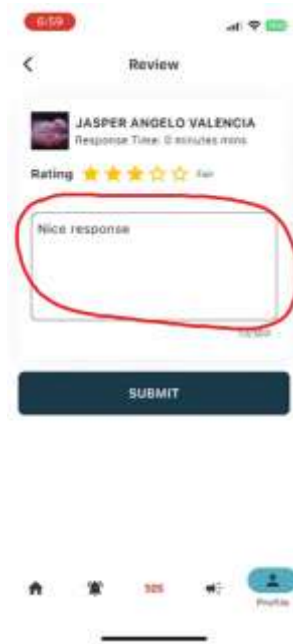 6:59
Review
JASPER ANGELO VALENCIA
Response Time: 0 minutes mins
Rating Fair
Nice response
SUBMIT
SOS
Profile